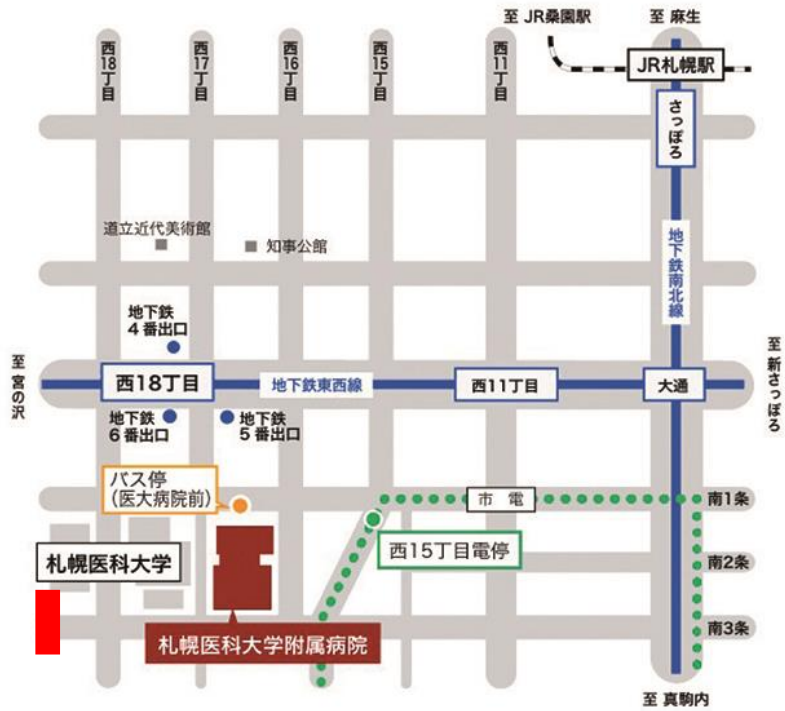 至 JR桑園駅
至 麻生
西18丁目
西17丁目
西16丁目
西15丁目
西11丁目
JR札幌駅
さっぽろ
道立近代美術館
知事公館
地下鉄南北線
地下鉄
4番出口
至 宮の沢
西18丁目
地下鉄東西線
西11丁目
大通
至 新さっぽろ
地下鉄
6番出口
地下鉄
5番出口
バス停
(医大病院前)
市 電
南1条
札幌医科大学
西15丁目電停
南2条
札幌医科大学附属病院
南3条
至 真駒内